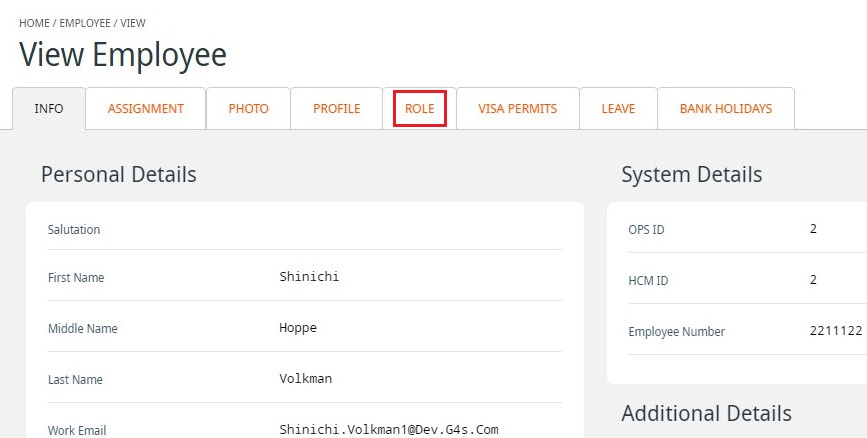 HOME / EMPLOYEE / VIEW
View Employee
INFO ASSIGNMENT PHOTO PROFILE ROLE VISA PERMITS LEAVE BANK HOLIDAYS
Personal Details
Salutation
First Name Shinichi
Middle Name Hoppe
Last Name Volkman
Work Email Shinichi.Volkman1@Dev.G4s.Com
System Details
OPS ID 2
HCM ID 2
Employee Number 2211122
Additional Details